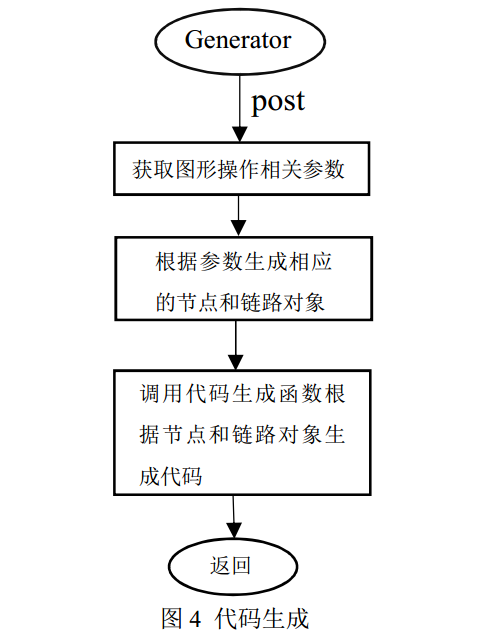 Generator
post
获取图形操作相关参数
根据参数生成相应
的节点和链路对象
调用代码生成函数根
据节点和链路对象生
成代码
返回
图 4 代码生成